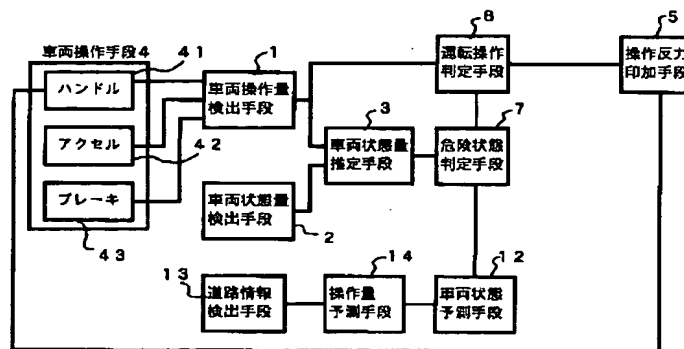 車両操作手段4
41
ハンドル
アクセル
42
ブレーキ
43
1
車両操作量
検出手段
車両状態量
検出手段
2
3
車両状態量
推定手段
8
運転操作
判定手段
7
危険状態
判定手段
5
操作反力
印加手段
13
道路情報
検出手段
14
操作量
予測手段
12
車両状態
予測手段